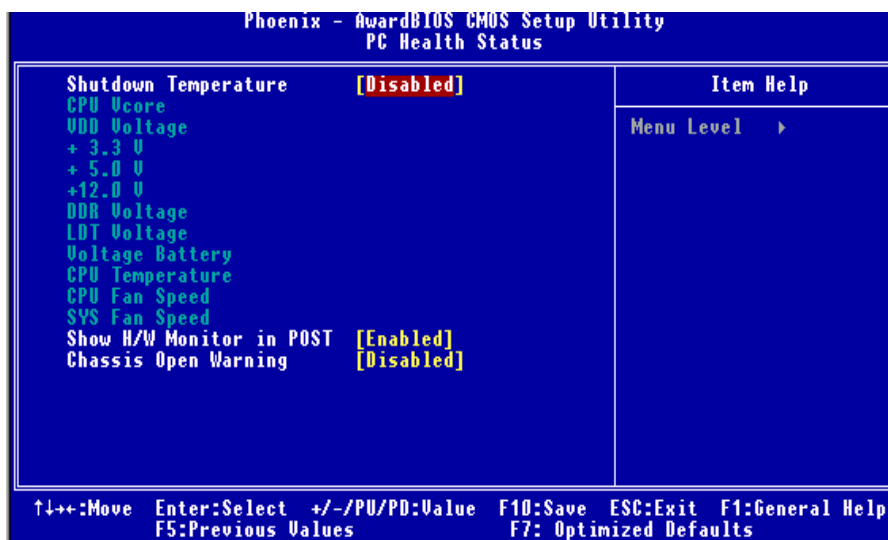 Phoenix - AwardBIOS CMOS Setup Utility
PC Health Status
Shutdown Temperature [Disabled]
CPU Vcore
VDD Voltage
+ 3.3 V
+ 5.0 V
+12.0 V
DDR Voltage
LDT Voltage
Voltage Battery
CPU Temperature
CPU Fan Speed
SYS Fan Speed
Show H/W Monitor in POST [Enabled]
Chassis Open Warning [Disabled]
Item Help
Menu Level ▸
↑↓→←:Move Enter:Select +/-/PU/PD:Value F10:Save ESC:Exit F1:General Help
F5:Previous Values F7: Optimized Defaults